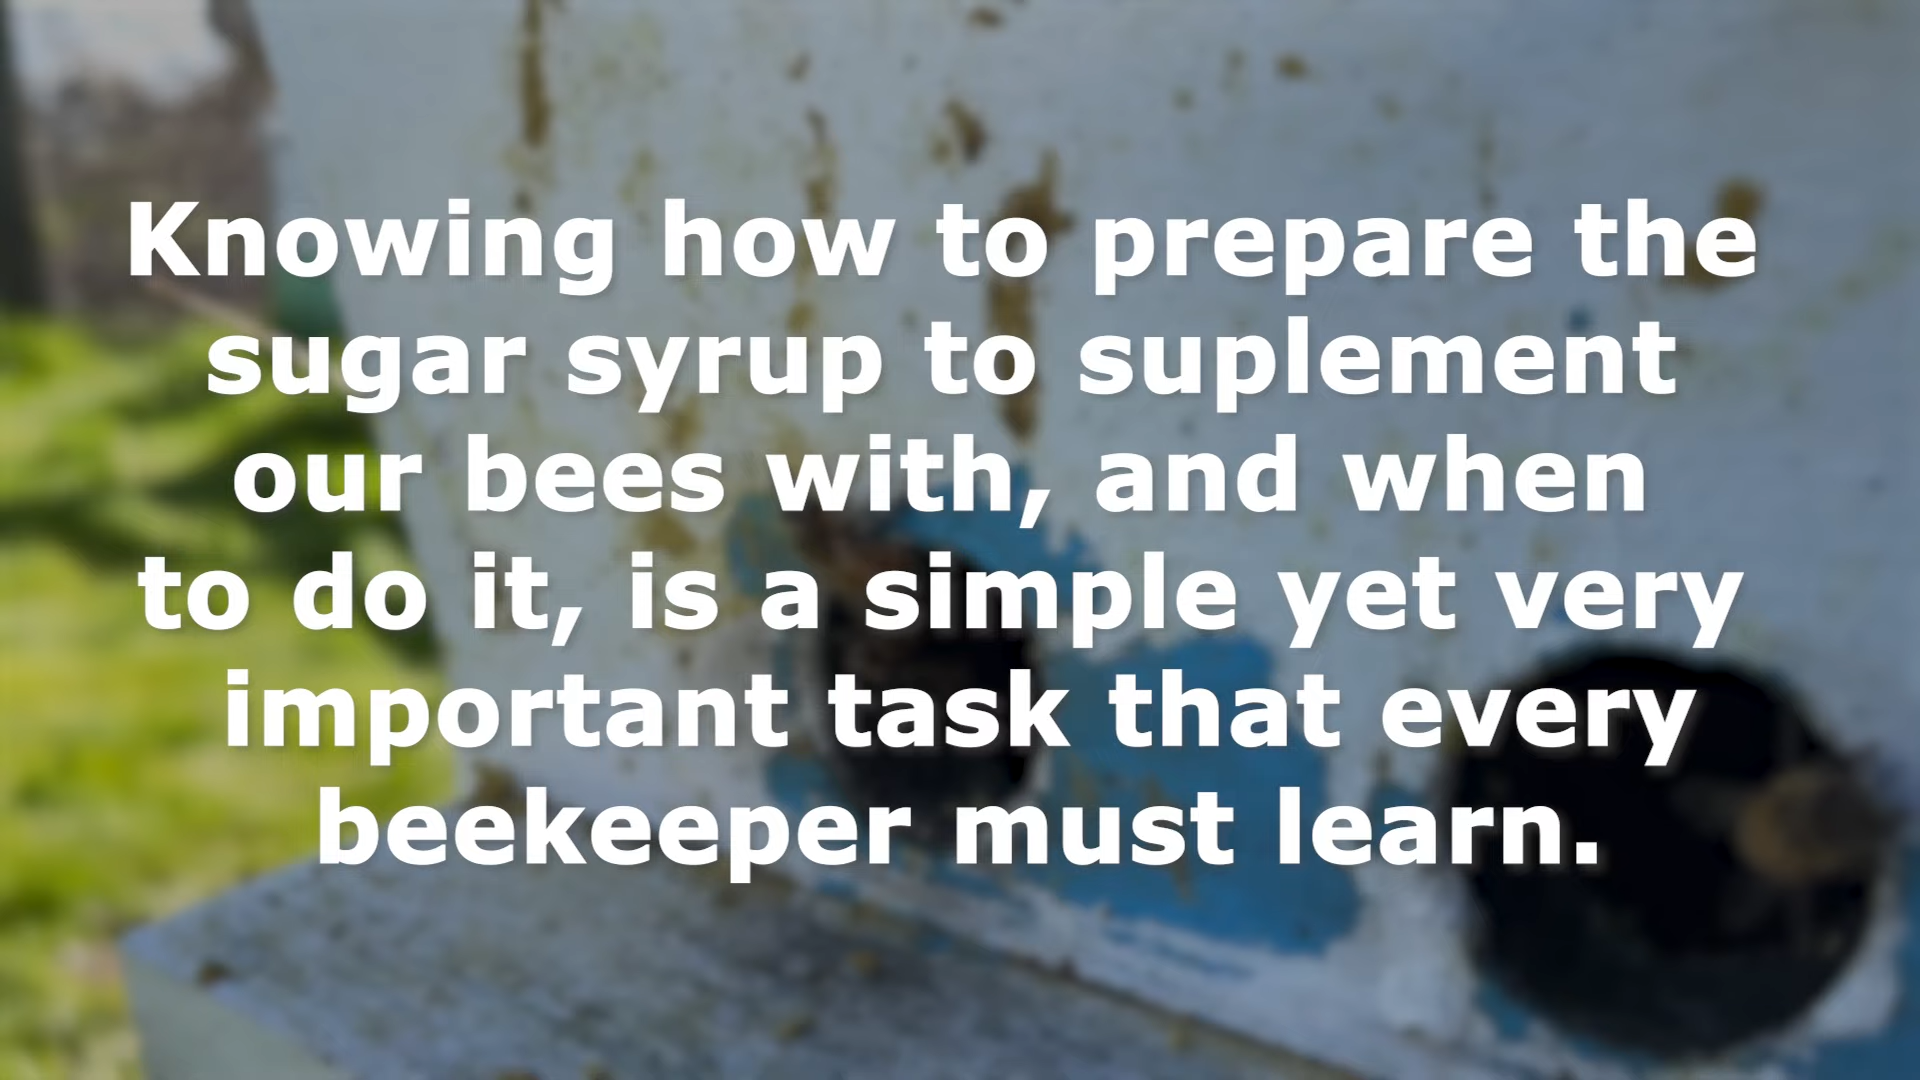 Knowing how to prepare the
sugar syrup to suplement
our bees with, and when
to do it, is a simple yet very
important task that every
beekeeper must learn.